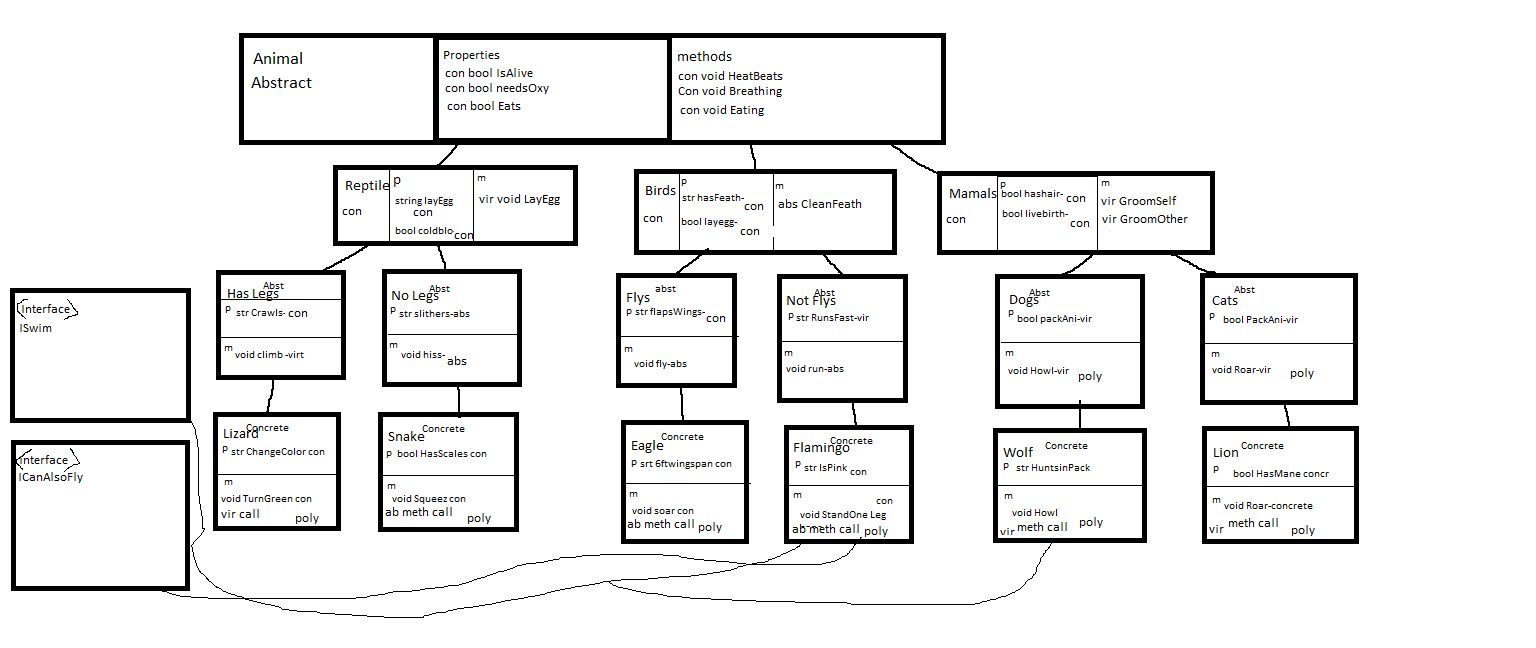 Animal
Abstract
Properties
con bool IsAlive
con bool needsOxy
con bool Eats
methods
con void HeatBeats
Con void Breathing
con void Eating
Reptile
con
p
string layEgg
con
bool coldblo-
con
m
vir void LayEgg
Birds
con
p
str hasFeath-
con
bool layegg-
con
m
abs CleanFeath
Mamals
con
p
bool hashair- con
bool livebirth-
con
m
vir GroomSelf
vir GroomOther
Interface
ISwim
Interface
ICanAlsoFly
Abst
Has Legs
p str Crawls- con
m
void climb -virt
Abst
No Legs
p str slithers-abs
m
void hiss-
abs
abst
Flys
p str flapsWings-
con
m
void fly-abs
Abst
Not Flys
p str RunsFast-vir
m
void run-abs
Abst
Dogs
p
bool packAni-vir
m
void Howl-vir
poly
Abst
Cats
p bool PackAni-vir
m
void Roar-vir
poly
Concrete
Lizard
p str ChangeColor con
m
void TurnGreen con
vir call
poly
Concrete
Snake
p bool HasScales con
m
void Squeez con
ab meth call
poly
Concrete
Eagle
p srt 6ftwingspan con
m
void soar con
ab meth call poly
Concrete
Flamingo
p str IsPink con
m
con
void StandOne Leg
ab meth call poly
Concrete
Wolf
p str HuntsinPack
m
void Howl
vir meth call poly
Concrete
Lion
p bool HasMane concr
m
void Roar-concrete
vir meth call
poly